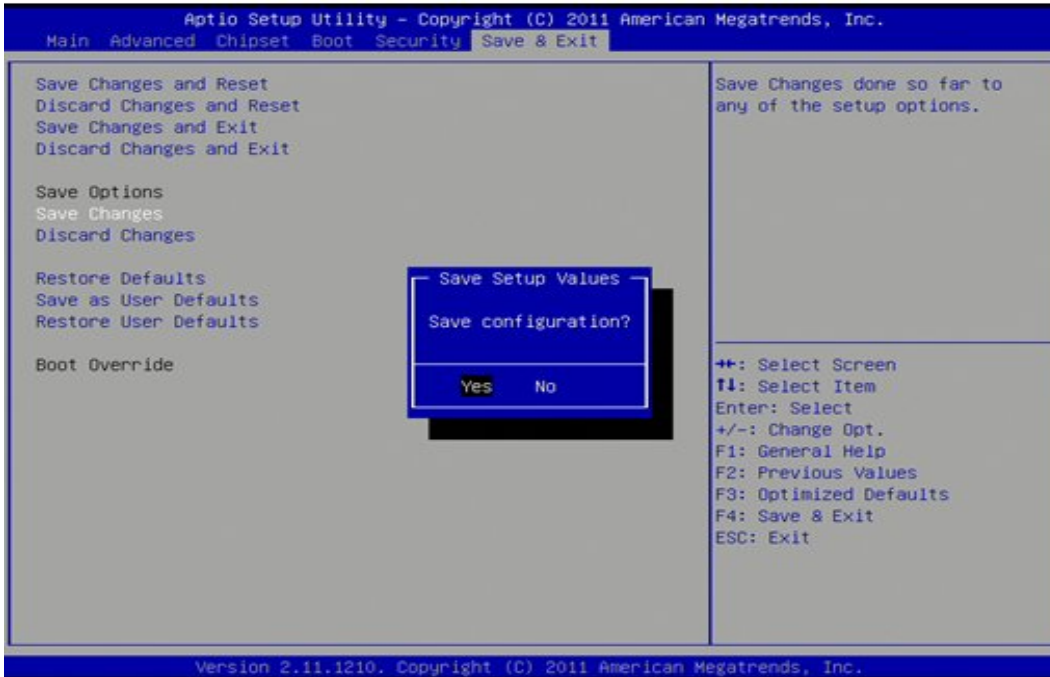 Aptio Setup Utility - Copyright (C) 2011 American Megatrends, Inc.
Main Advanced Chipset Boot Security Save & Exit
Save Changes and Reset
Discard Changes and Reset
Save Changes and Exit
Discard Changes and Exit
Save Options
Save Changes
Discard Changes
Restore Defaults
Save as User Defaults
Restore User Defaults
Boot Override
Save Setup Values
Save configuration?
Yes No
Save Changes done so far to
any of the setup options.
→←: Select Screen
↑↓: Select Item
Enter: Select
+/-: Change Opt.
F1: General Help
F2: Previous Values
F3: Optimized Defaults
F4: Save & Exit
ESC: Exit
Version 2.11.1210. Copyright (C) 2011 American Megatrends, Inc.